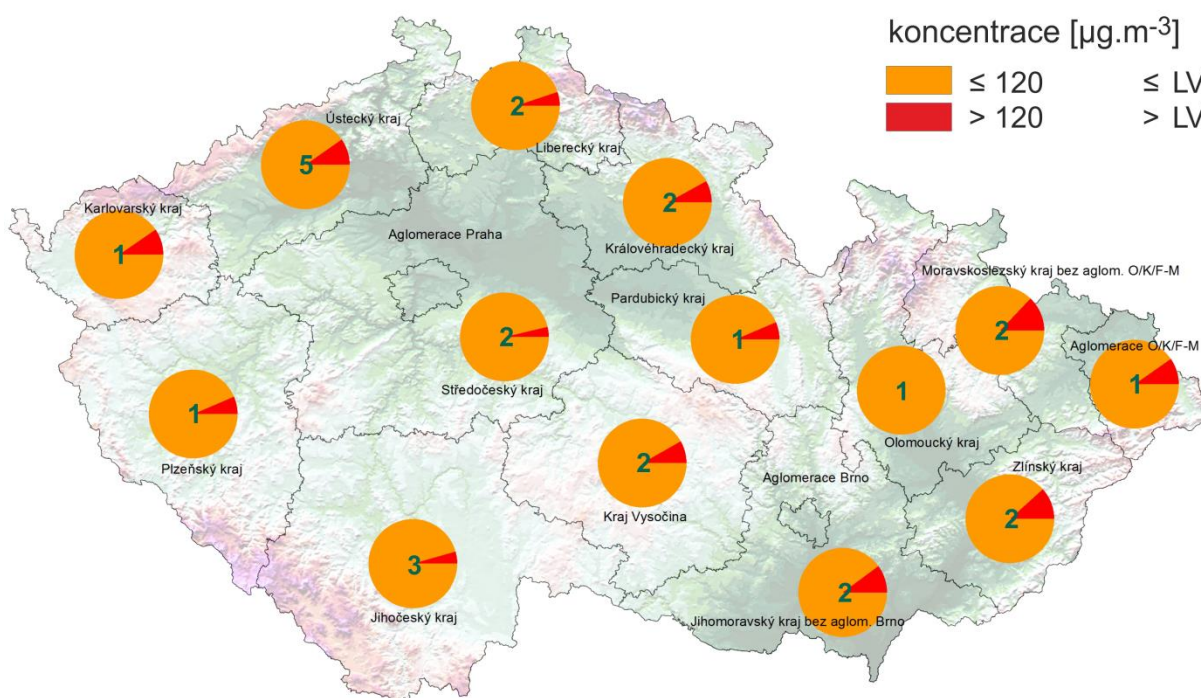 koncentrace [µg.m-3]
≤ 120 ≤ LV
> 120 > LV
2
Ústecký kraj
Liberecký kraj
5
2
Karlovarský kraj
Aglomerace Praha
Královéhradecký kraj
1
Moravskoslezský kraj bez aglom. O/K/F-M
Pardubický kraj
2
2
1
Aglomerace O/K/F-M
Středočeský kraj
1
1
1
Olomoucký kraj
Plzeňský kraj
2
Zlínský kraj
Aglomerace Brno
Kraj Vysočina
2
3
2
Jihočeský kraj
Jihomoravský kraj bez aglom. Brno